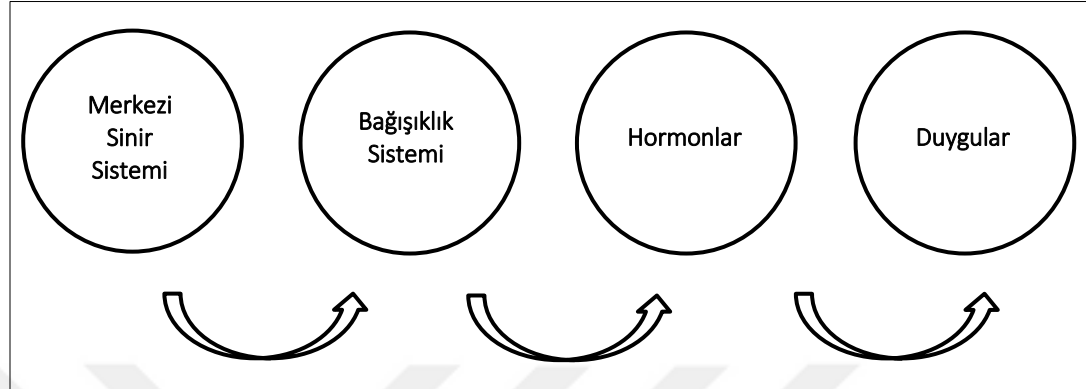 Merkezi
Sinir
Sistemi
Bağışıklık
Sistemi
Hormonlar
Duygular